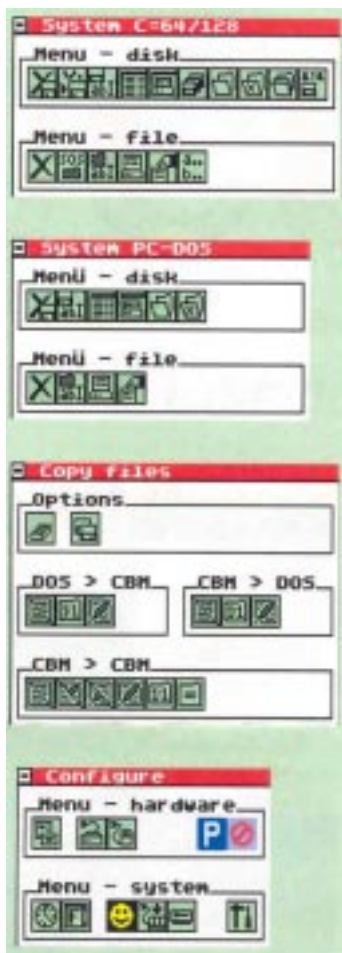 System C=64/128
Menu - disk
Menu - file
System PC-DOS
Menü - disk
Menü - file
Copy files
Options
DOS > CBM
CBM > DOS
CBM > CBM
Configure
Menu - hardware
P
Menu - system